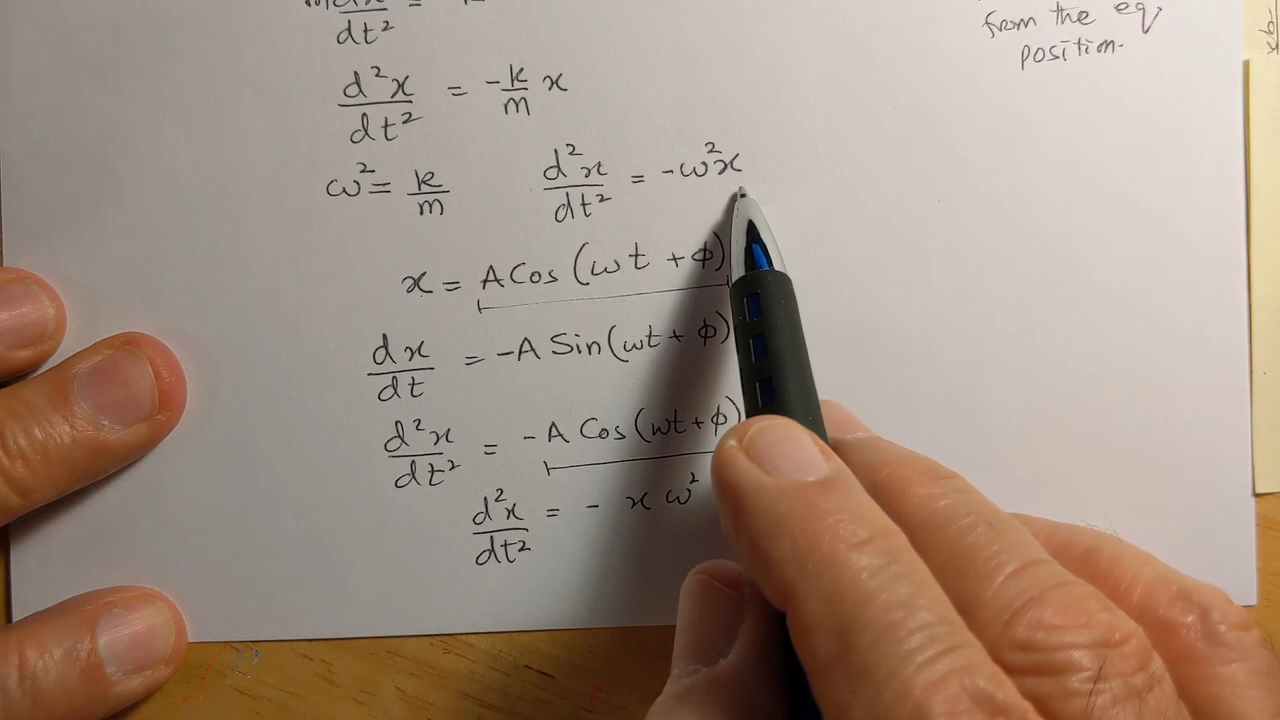 from the eq
position.
dt²
d²x/dt² = -k/m x
ω² = k/m d²x/dt² = -ω²x
x = A Cos (ωt + ϕ)
dx/dt = -A Sin(ωt + ϕ)
d²x/dt² = -A Cos(ωt+ϕ)
d²x/dt² = - x ω²